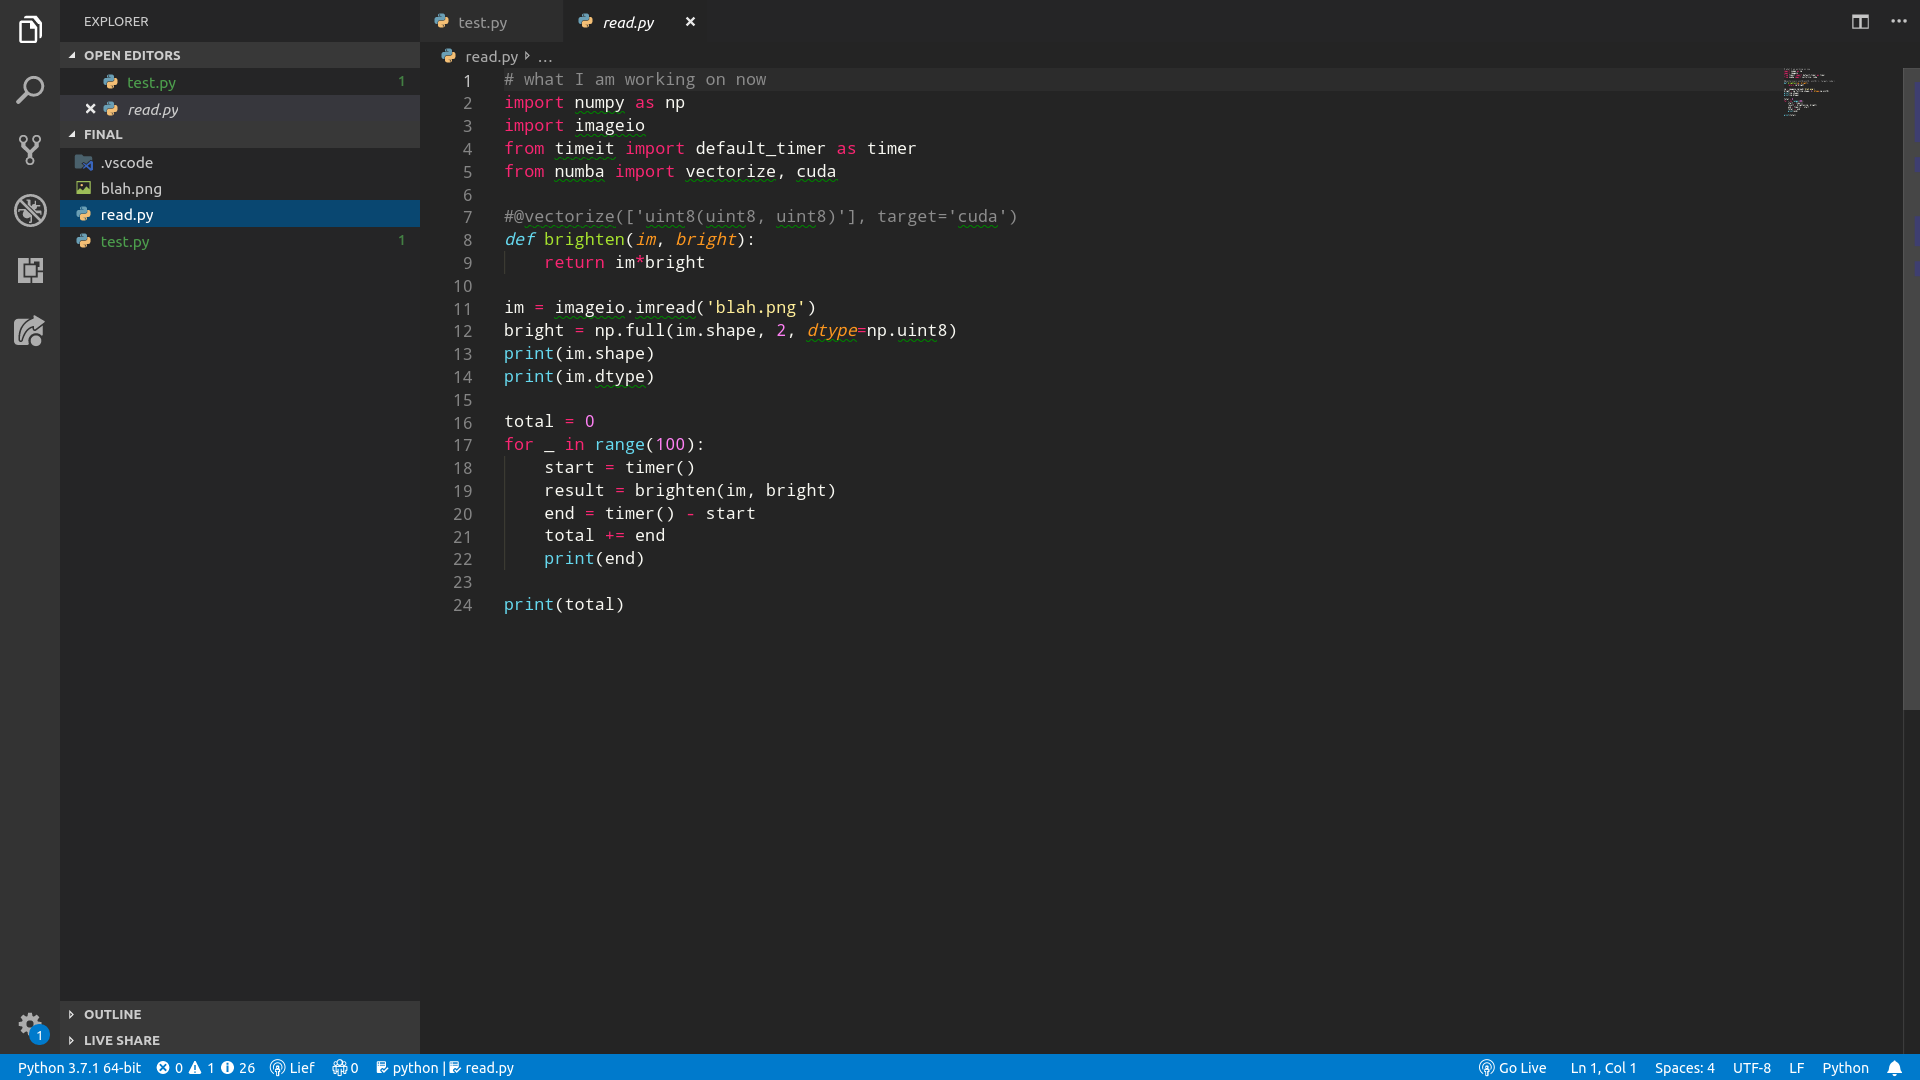 EXPLORER
OPEN EDITORS
test.py 1
read.py
FINAL
.vscode
blah.png
read.py
test.py 1
OUTLINE
LIVE SHARE
1
test.py read.py
read.py …
1 # what I am working on now
2 import numpy as np
3 import imageio
4 from timeit import default_timer as timer
5 from numba import vectorize, cuda
6
7 #@vectorize(['uint8(uint8, uint8)'], target='cuda')
8 def brighten(im, bright):
9     return im*bright
10
11 im = imageio.imread('blah.png')
12 bright = np.full(im.shape, 2, dtype=np.uint8)
13 print(im.shape)
14 print(im.dtype)
15
16 total = 0
17 for _ in range(100):
18     start = timer()
19     result = brighten(im, bright)
20     end = timer() - start
21     total += end
22     print(end)
23
24 print(total)
Python 3.7.1 64-bit 0 1 26 Lief 0 python | read.py Go Live Ln 1, Col 1 Spaces: 4 UTF-8 LF Python